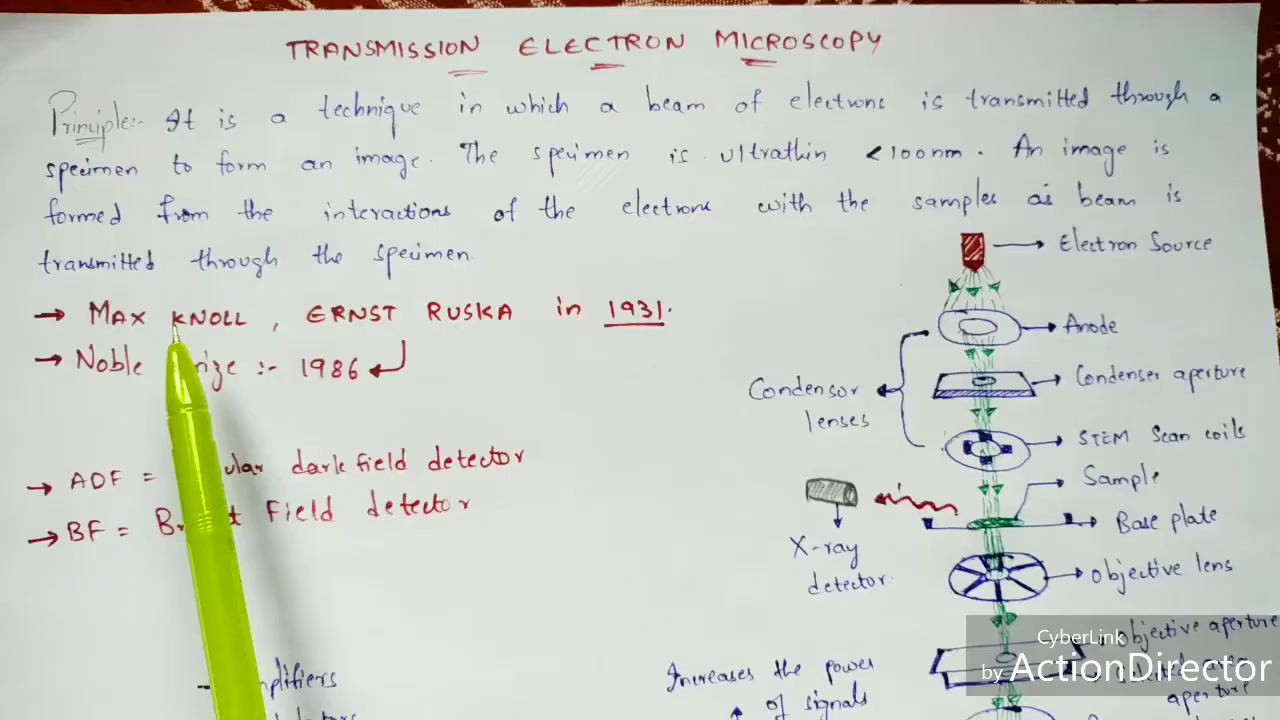 TRANSMISSION ELECTRON MICROSCOPY
Principle:- It is a technique in which a beam of electrons is transmitted through a
specimen to form an image. The specimen is ultrathin <100nm. An image is
formed from the interactions of the electrons with the samples as beam is
transmitted through the specimen.
→ MAX KNOLL, ERNST RUSKA in 1931.
→ Noble :- 1986
→ ADF = dark field detector
→ BF = Field detector
Electron Source
Anode
Condenser aperture
Condensor
lenses
STEM Scan coils
Sample
Base plate
X-ray
detector
objective lens
objective aperture
aperture
Increases the power
of signals
CyberLink
by ActionDirector